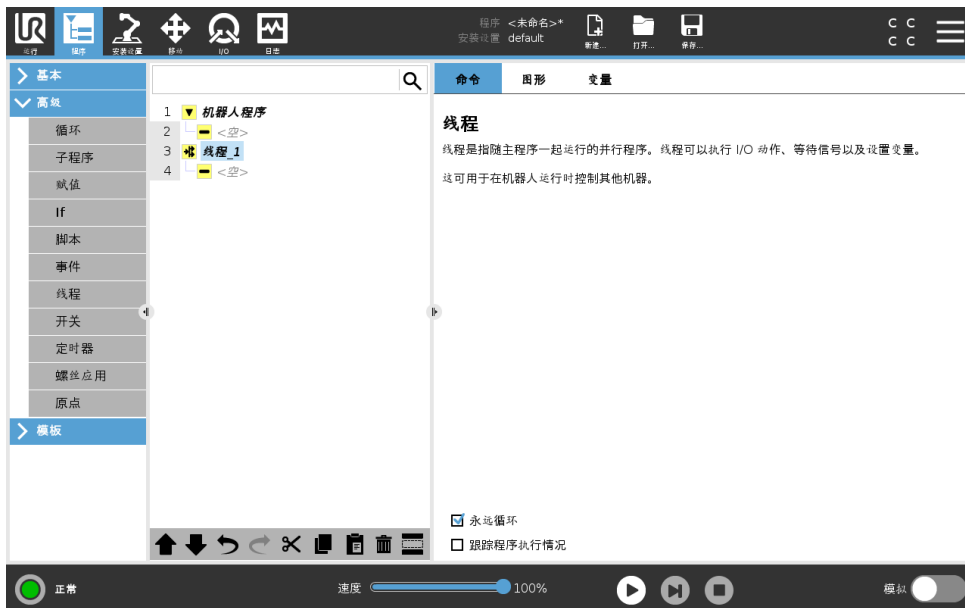 UR
运行
程序
安装设置
移动
I/O
日志
程序 <未命名>*
安装设置 default
新建...
打开...
保存...
C C
C C
基本
高级
循环
子程序
赋值
If
脚本
事件
线程
开关
定时器
螺丝应用
原点
模板
1 机器人程序
2 <空>
3 线程_1
4 <空>
命令 图形 变量
线程
线程是指随主程序一起运行的并行程序。线程可以执行 I/O 动作、等待信号以及设置变量。
这可用于在机器人运行时控制其他机器。
永远循环
跟踪程序执行情况
正常
速度 100%
模拟